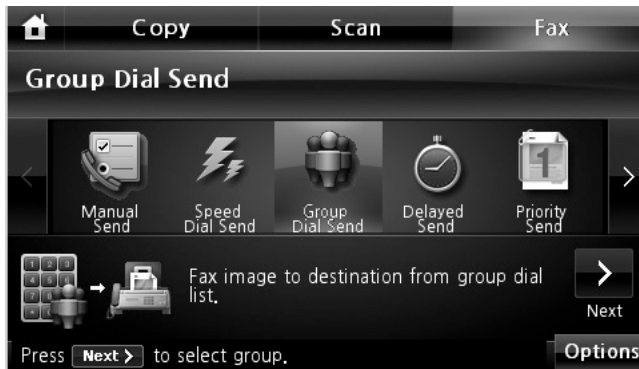 Copy Scan Fax
Group Dial Send
Manual Send
Speed Dial Send
Group Dial Send
Delayed Send
Priority Send
1
Fax image to destination from group dial
list.
Next
Press Next > to select group.
Options